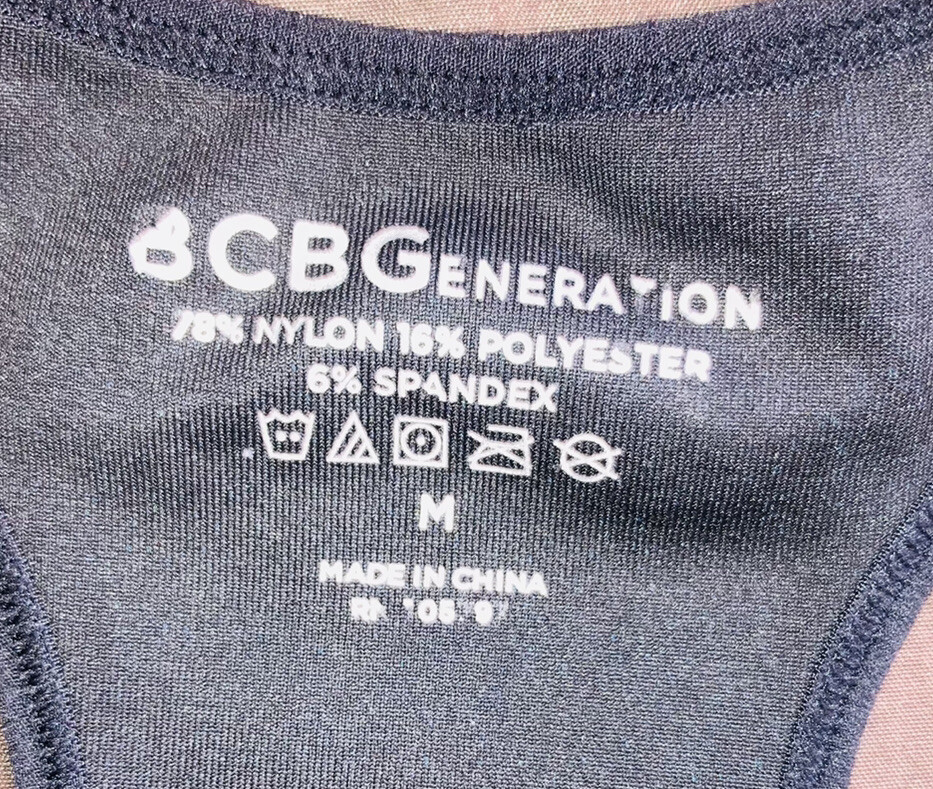 BCBGENERATION
78% NYLON 16% POLYESTER
6% SPANDEX
M
MADE IN CHINA